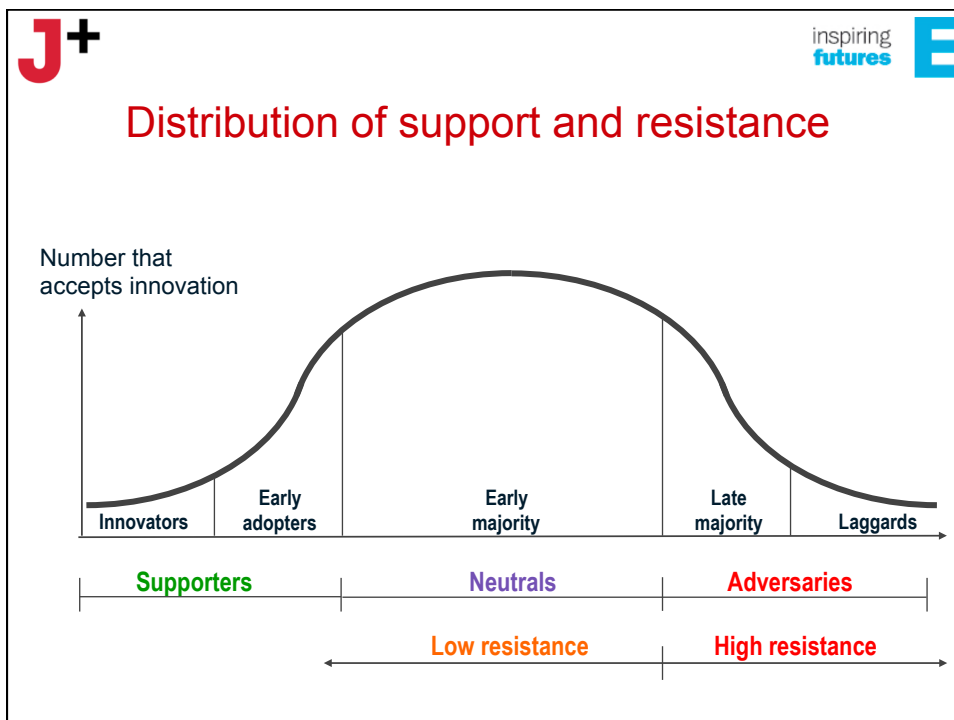 J+
inspiring
futures
E
Distribution of support and resistance
Number that
accepts innovation
Innovators
Early
adopters
Early
majority
Late
majority
Laggards
Supporters
Neutrals
Adversaries
Low resistance
High resistance